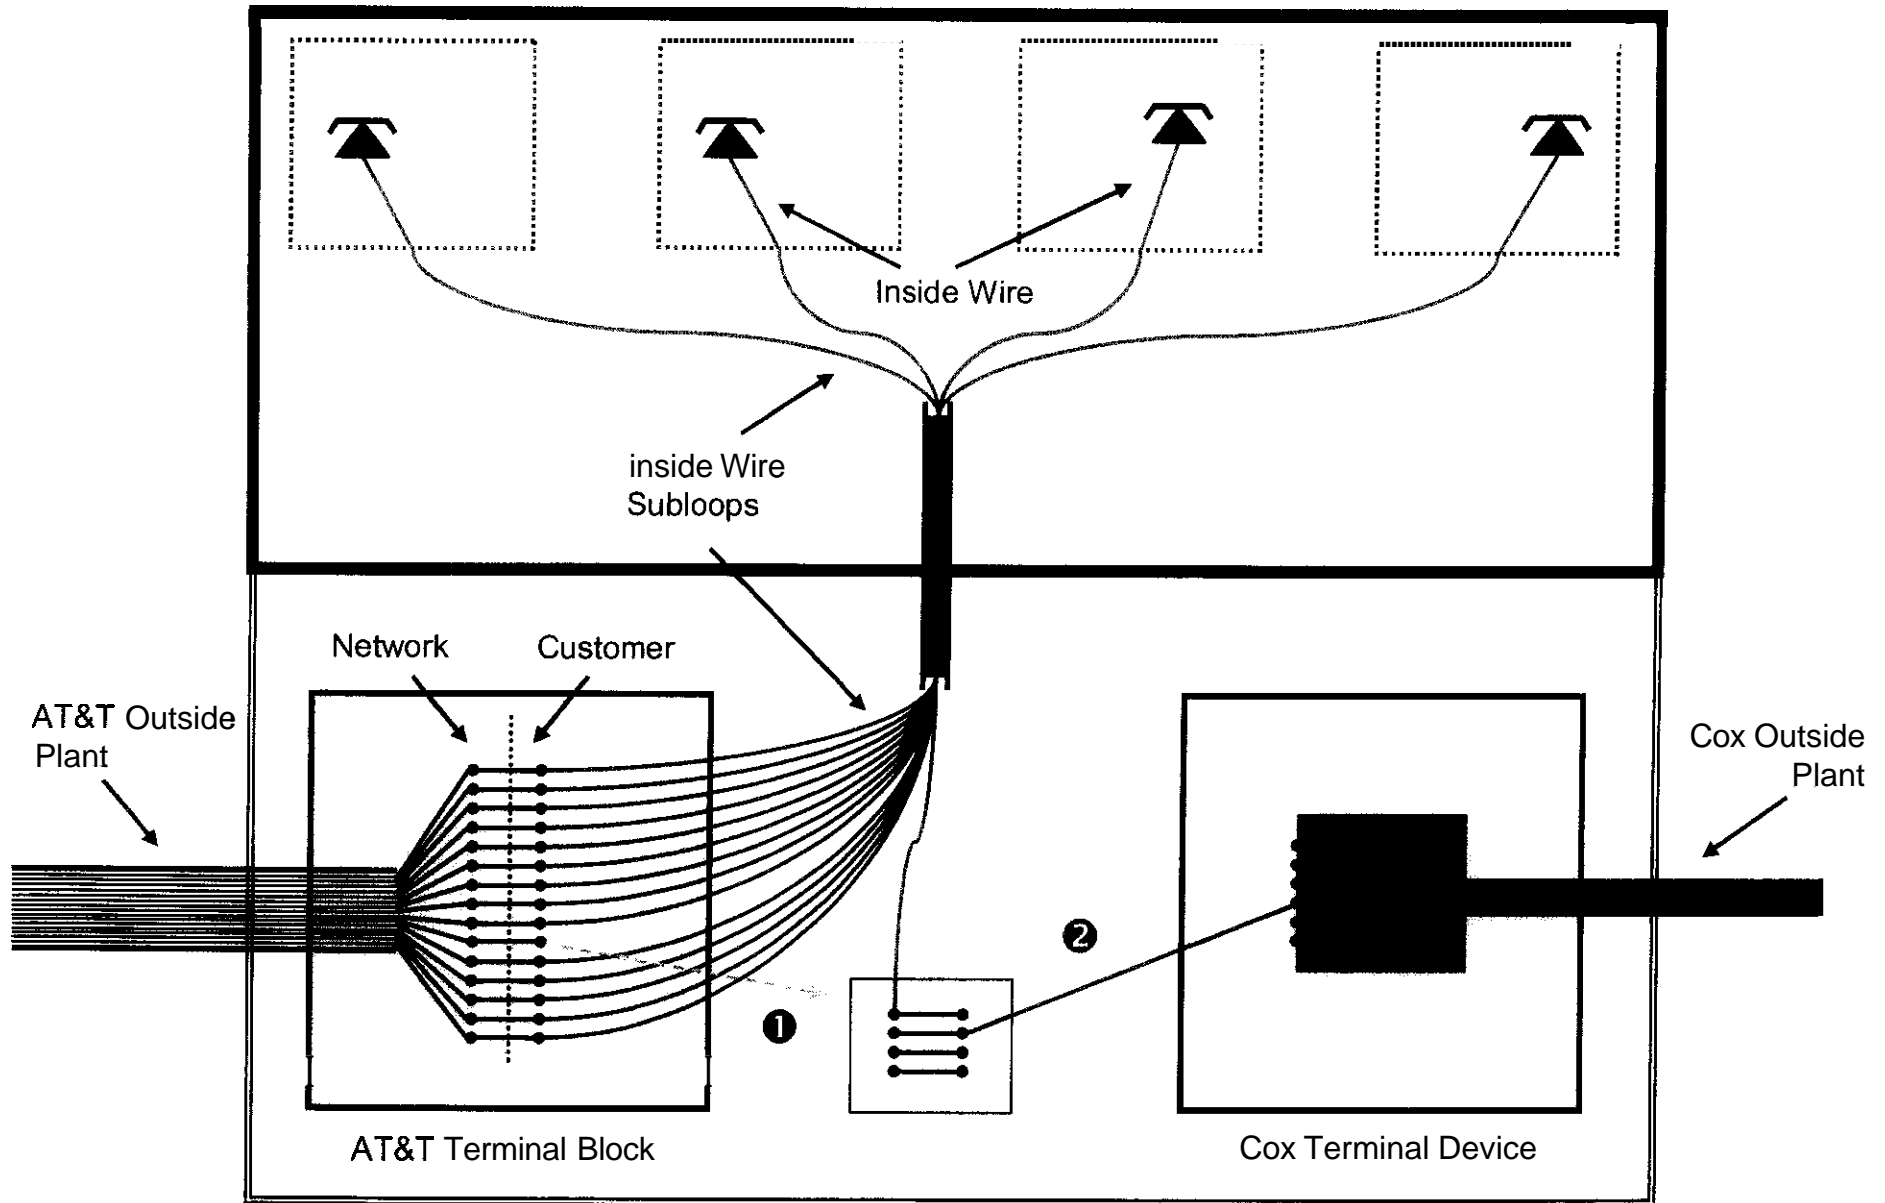 Inside Wire
inside Wire
Subloops
Network
Customer
AT&T Outside
Plant
Cox Outside
Plant
❷
❶
AT&T Terminal Block
Cox Terminal Device